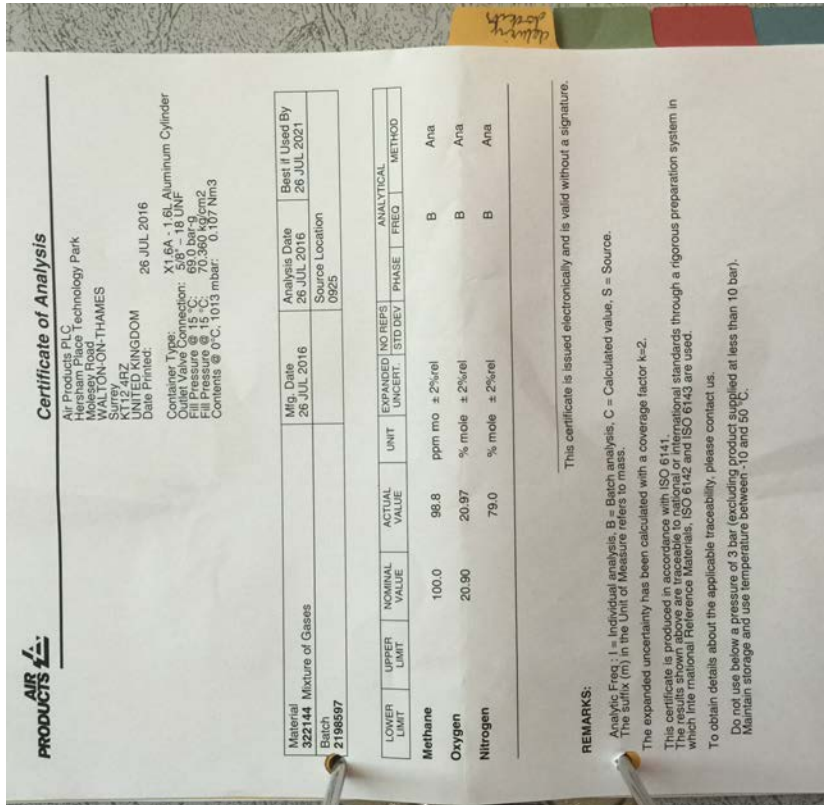 delivery
dockets
AIR
PRODUCTS
Certificate of Analysis
Air Products PLC
Hersham Place Technology Park
Molesey Road
WALTON-ON-THAMES
Surrey
KT12 4RZ
UNITED KINGDOM
Date Printed: 26 JUL 2016
Container Type: X1.6A - 1.6L Aluminum Cylinder
Outlet Valve Connection: 5/8" – 18 UNF
Fill Pressure @ 15 °C: 69.0 bar-g
Fill Pressure @ 15 °C: 70.360 kg/cm2
Contents @ 0°C, 1013 mbar: 0.107 Nm3
Material Mfg. Date Analysis Date Best if Used By
322144 Mixture of Gases 26 JUL 2016 26 JUL 2016 26 JUL 2021
Batch Source Location
2198597 0925
LOWER LIMIT UPPER LIMIT NOMINAL VALUE ACTUAL VALUE UNIT EXPANDED UNCERT. NO REPS STD DEV ANALYTICAL PHASE FREQ METHOD
Methane 100.0 98.8 ppm mo ± 2%rel B Ana
Oxygen 20.90 20.97 % mole ± 2%rel B Ana
Nitrogen 79.0 % mole ± 2%rel B Ana
This certificate is issued electronically and is valid without a signature.
REMARKS:
Analytic Freq : I = Individual analysis, B = Batch analysis, C = Calculated value, S = Source.
The suffix (m) in the Unit of Measure refers to mass.
The expanded uncertainty has been calculated with a coverage factor k=2.
This certificate is produced in accordance with ISO 6141.
The results shown above are traceable to national or international standards through a rigorous preparation system in
which Inte rnational Reference Materials, ISO 6142 and ISO 6143 are used.
To obtain details about the applicable traceability, please contact us.
Do not use below a pressure of 3 bar (excluding product supplied at less than 10 bar).
Maintain storage and use temperature between -10 and 50 °C.